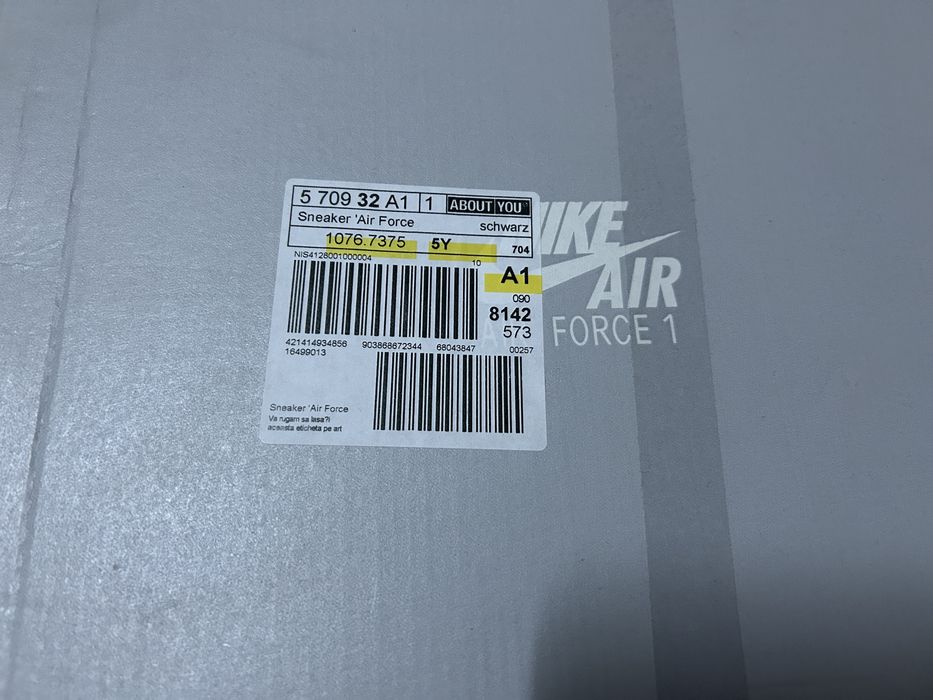 5 709 32 A1 1 ABOUT YOU
Sneaker 'Air Force schwarz
1076.7375 5Y 704
NIS4128001000004 10
A1
090
8142
573
421414934856 903868672344 68043847 00257
16499013
Sneaker 'Air Force
Va rugam sa lasa?i
aceasta eticheta pe art
NIKE
AIR
FORCE 1